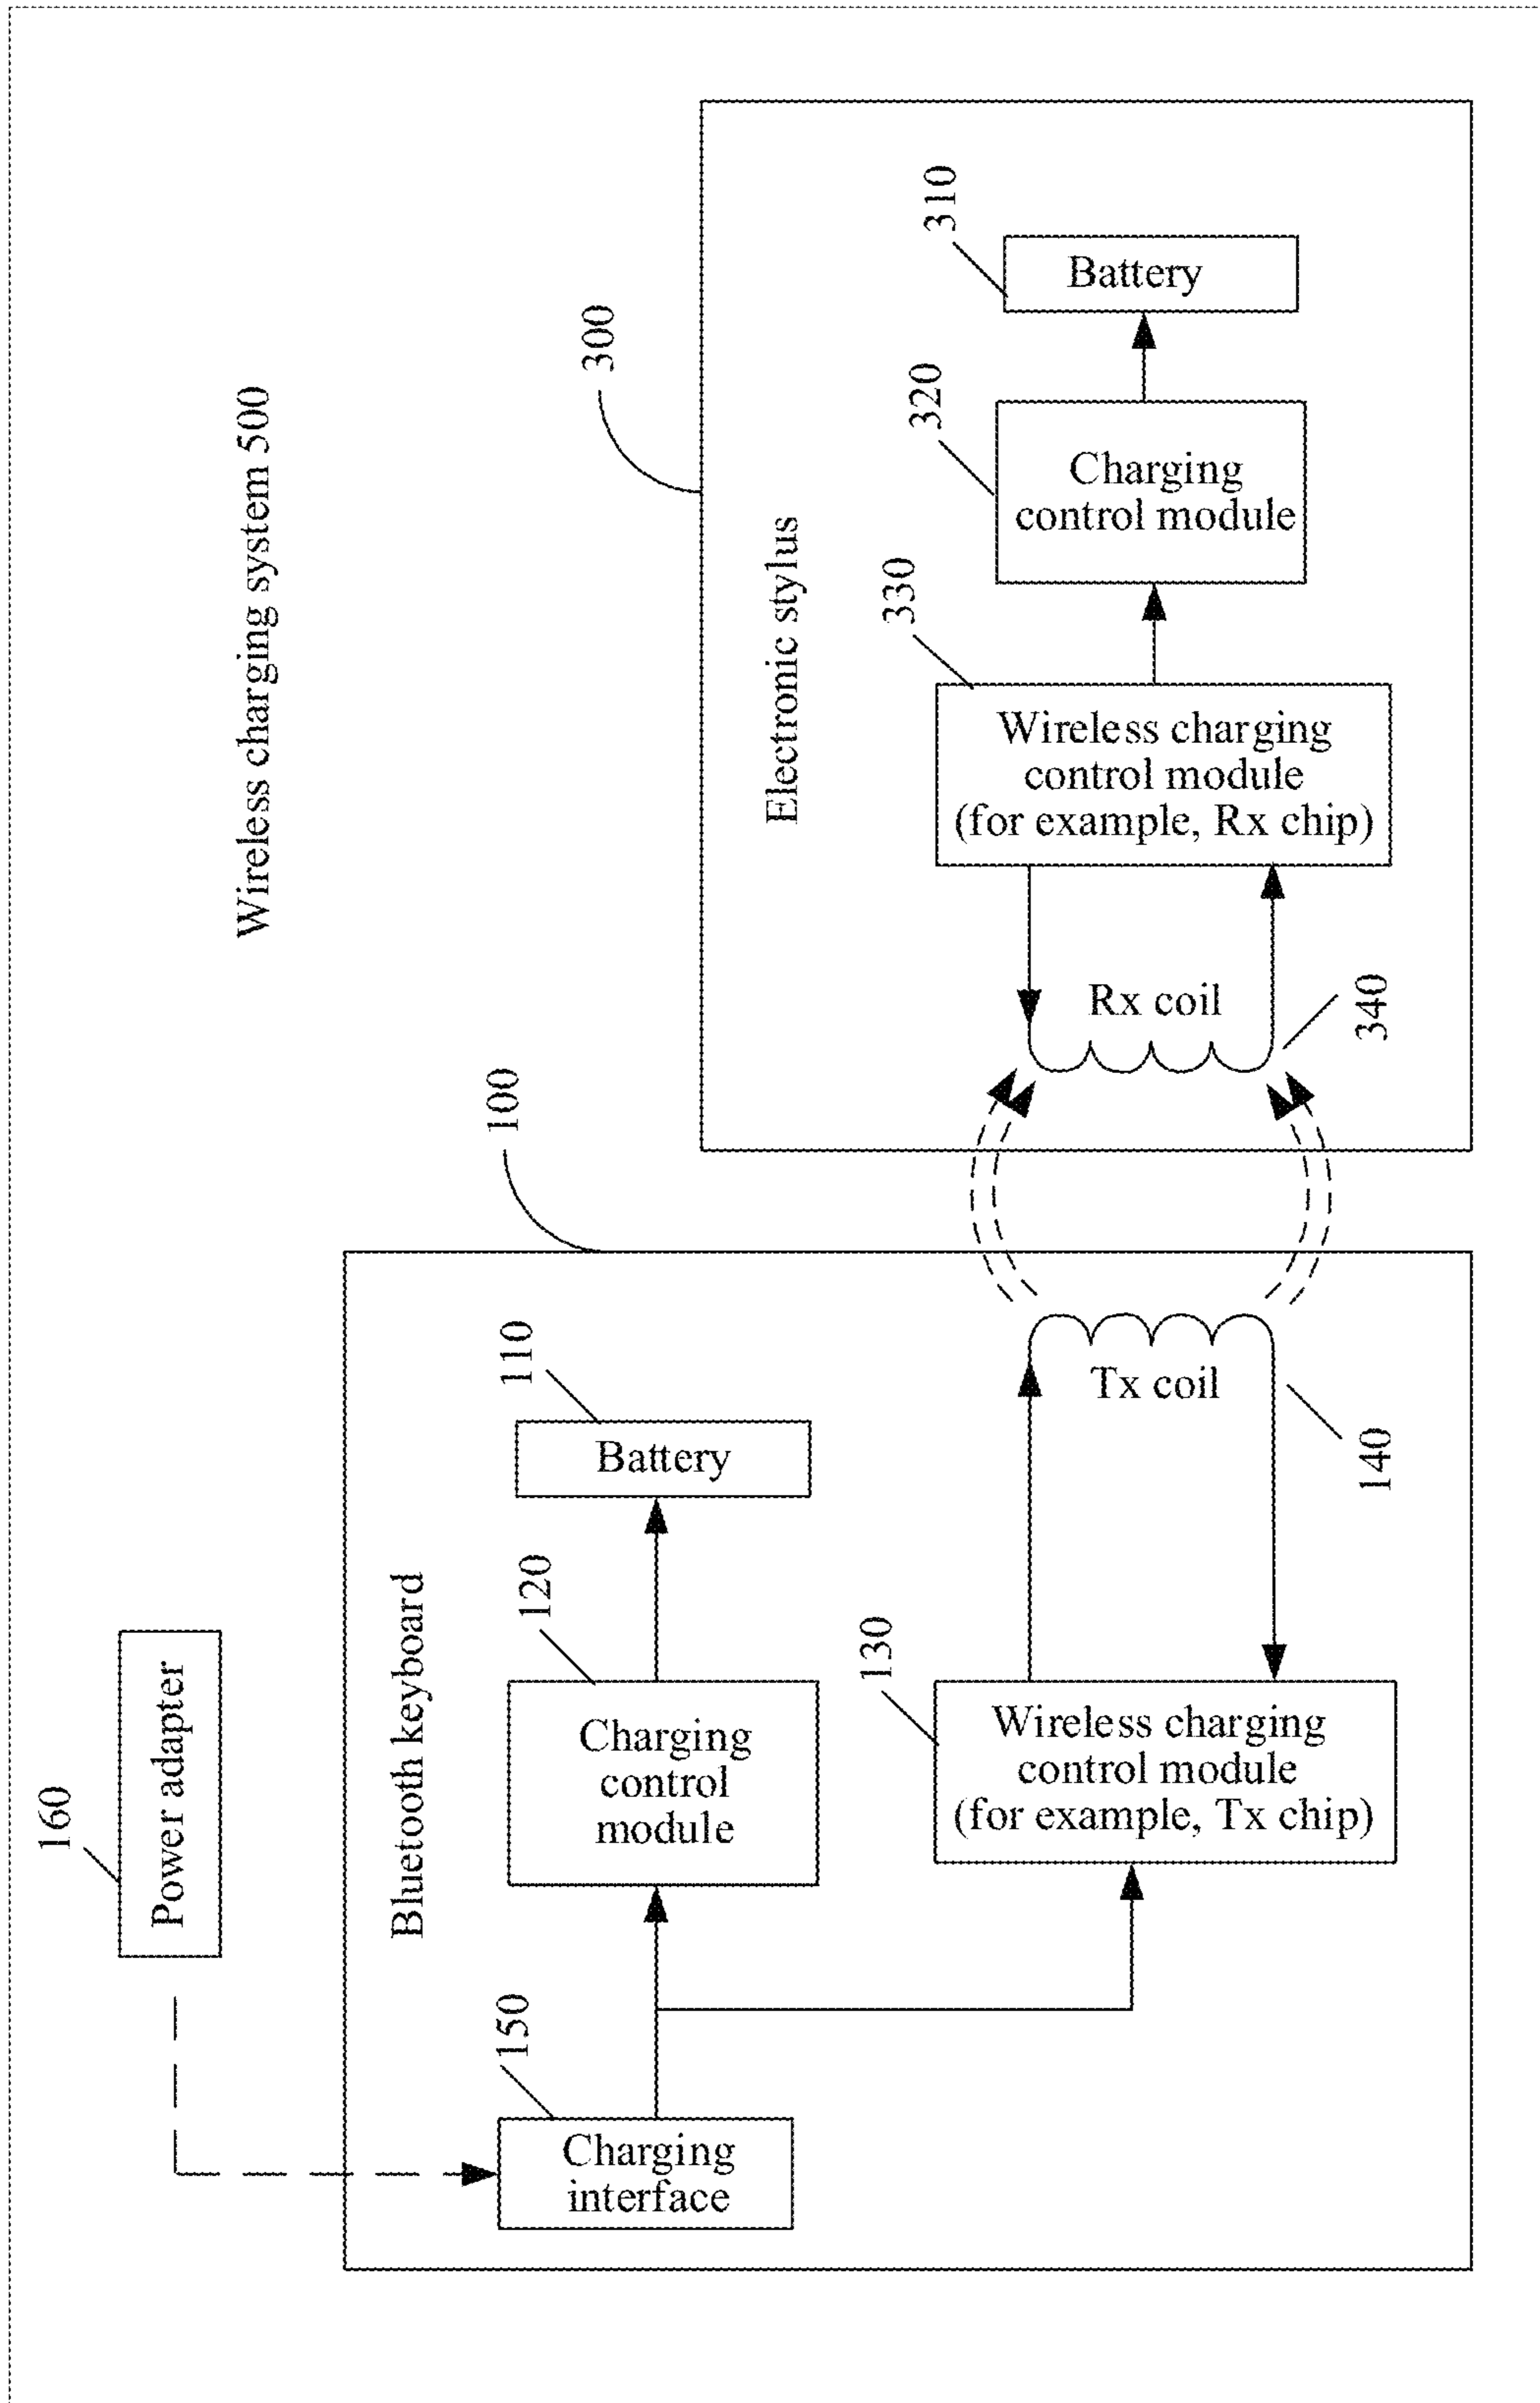 Wireless charging system 500
160
Power adapter
100
Bluetooth keyboard
150
Charging
interface
120
Charging
control
module
110
Battery
130
Wireless charging
control module
(for example, Tx chip)
Tx coil
140
300
Electronic stylus
Rx coil
340
330
Wireless charging
control module
(for example, Rx chip)
320
Charging
control module
310
Battery